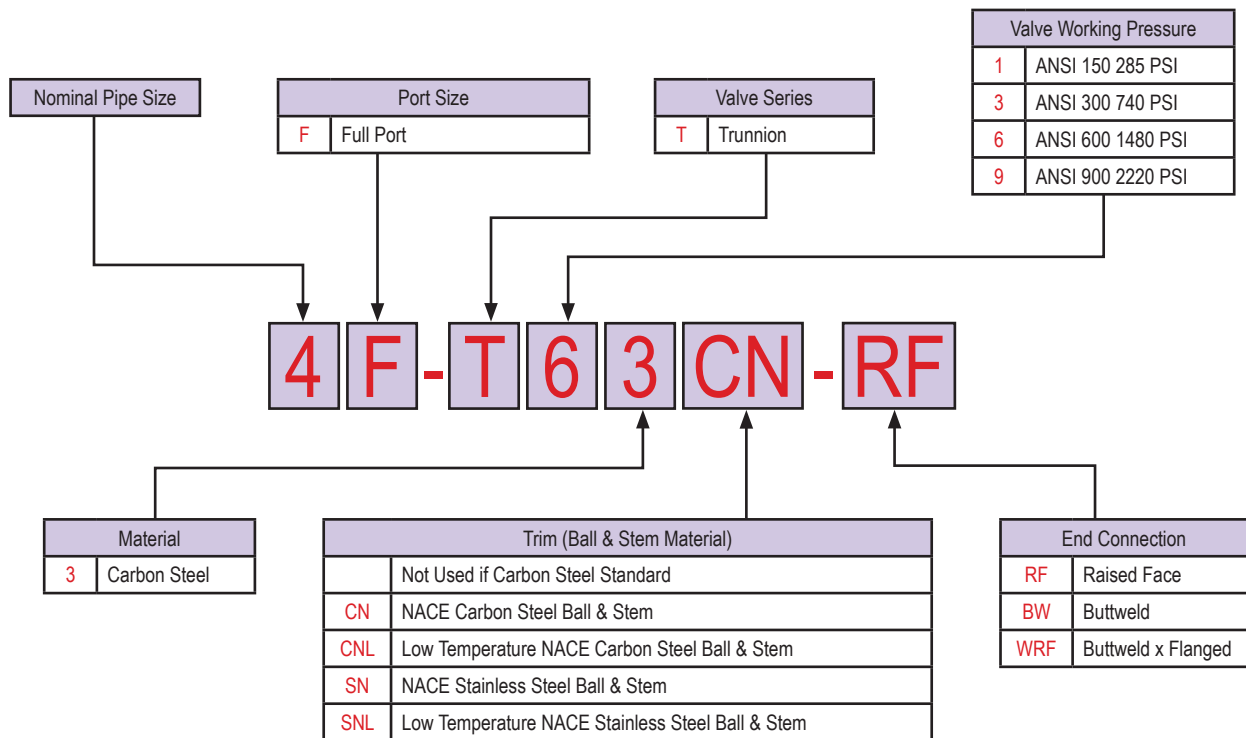 Valve Working Pressure
1 ANSI 150 285 PSI
3 ANSI 300 740 PSI
6 ANSI 600 1480 PSI
9 ANSI 900 2220 PSI
Nominal Pipe Size
Port Size
F Full Port
Valve Series
T Trunnion
4 F - T 6 3 CN - RF
Material
3 Carbon Steel
Trim (Ball & Stem Material)
Not Used if Carbon Steel Standard
CN NACE Carbon Steel Ball & Stem
CNL Low Temperature NACE Carbon Steel Ball & Stem
SN NACE Stainless Steel Ball & Stem
SNL Low Temperature NACE Stainless Steel Ball & Stem
End Connection
RF Raised Face
BW Buttweld
WRF Buttweld x Flanged